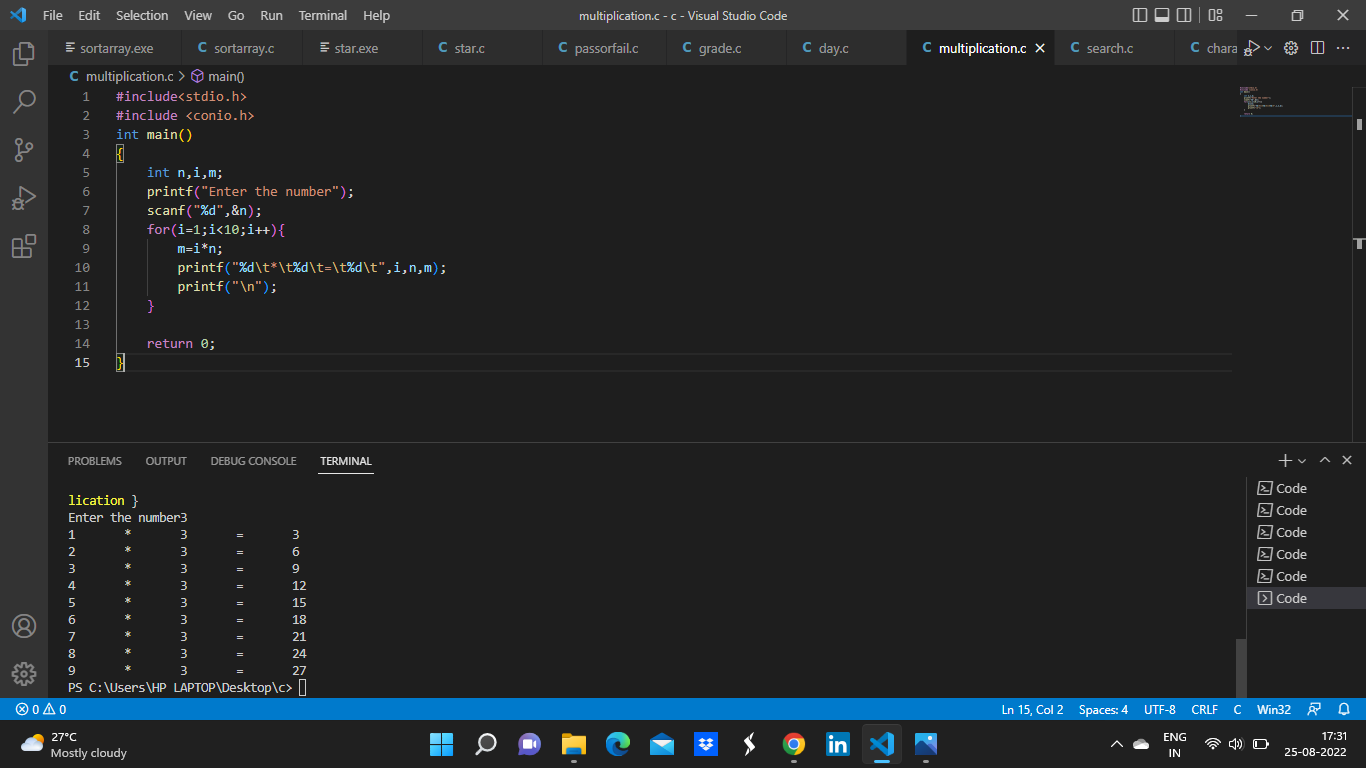 File Edit Selection View Go Run Terminal Help multiplication.c - c - Visual Studio Code
sortarray.exe C sortarray.c star.exe C star.c C passorfail.c C grade.c C day.c C multiplication.c C search.c C chara
C multiplication.c > main()
1 #include<stdio.h>
2 #include <conio.h>
3 int main()
4 {
5 int n,i,m;
6 printf("Enter the number");
7 scanf("%d",&n);
8 for(i=1;i<10;i++){
9 m=i*n;
10 printf("%d\t*\t%d\t=\t%d\t",i,n,m);
11 printf("\n");
12 }
13
14 return 0;
15 }
PROBLEMS OUTPUT DEBUG CONSOLE TERMINAL
lication }
Enter the number3
1 * 3 = 3
2 * 3 = 6
3 * 3 = 9
4 * 3 = 12
5 * 3 = 15
6 * 3 = 18
7 * 3 = 21
8 * 3 = 24
9 * 3 = 27
PS C:\Users\HP LAPTOP\Desktop\c>
Code
Code
Code
Code
Code
Code
0 0 Ln 15, Col 2 Spaces: 4 UTF-8 CRLF C Win32
27°C
Mostly cloudy
in
ENG
IN
17:31
25-08-2022